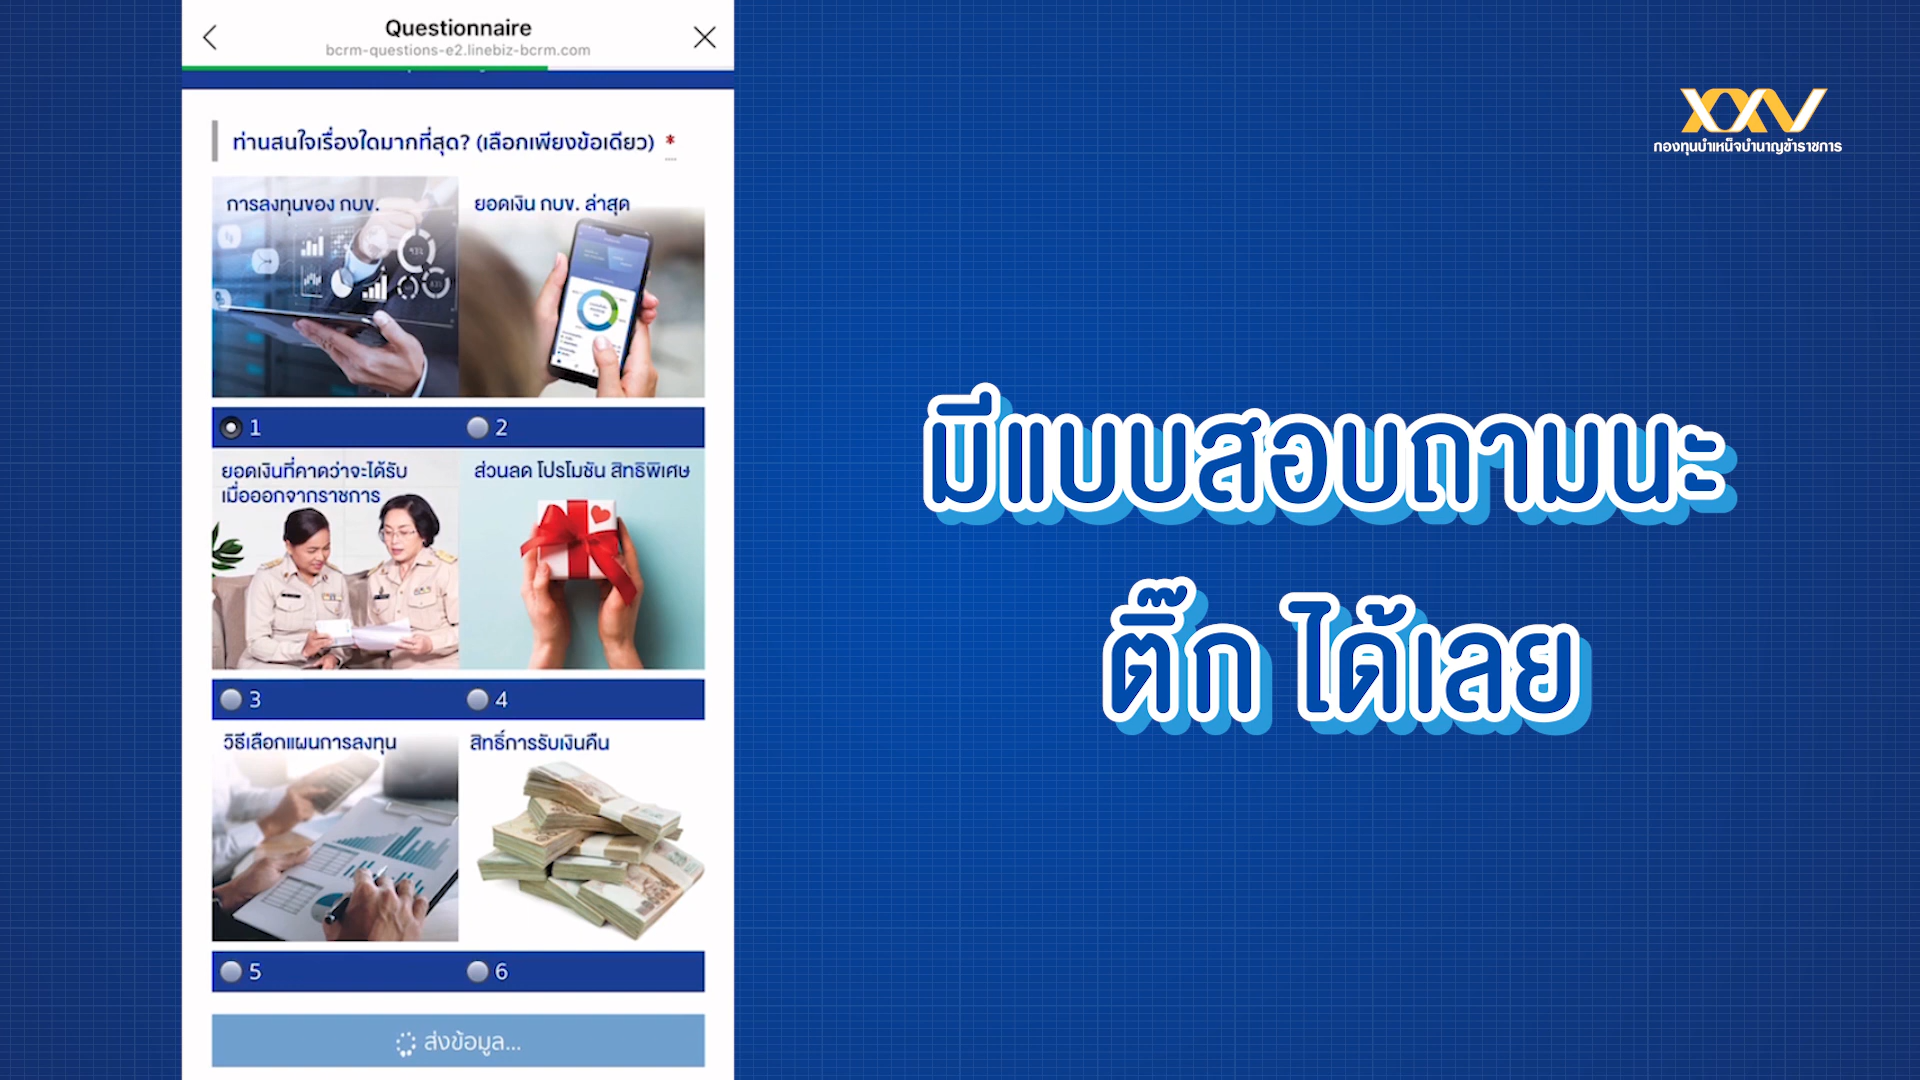 Questionnaire
bcrm-questions-e2.linebiz-bcrm.com
ท่านสนใจเรื่องใดมากที่สุด? (เลือกเพียงข้อเดียว) *
การลงทุนของ กบข.
ยอดเงิน กบข. ล่าสุด
1
2
ยอดเงินที่คาดว่าจะได้รับ
เมื่อออกจากราชการ
ส่วนลด โปรโมชัน สิทธิพิเศษ
3
4
วิธีเลือกแผนการลงทุน
สิทธิ์การรับเงินคืน
5
6
ส่งข้อมูล...
กองทุนบำเหน็จบำนาญข้าราชการ
มีแบบสอบถามนะ
ติ๊ก ได้เลย